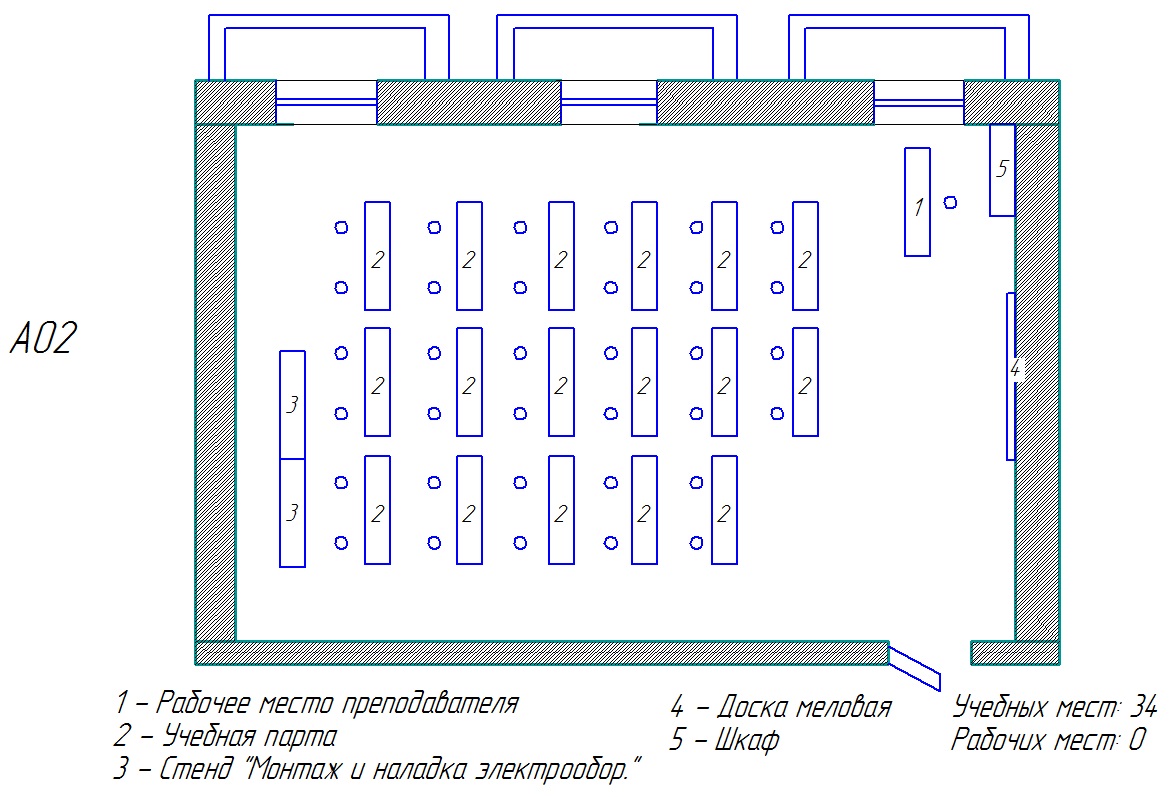 5
1
2 2 2 2 2 2
А02
4
3
2 2 2 2 2 2
3
2 2 2 2 2
1 – Рабочее место преподавателя
2 – Учебная парта
3 – Стенд "Монтаж и наладка электрообор."
4 – Доска меловая
5 – Шкаф
Учебных мест: 34
Рабочих мест: 0